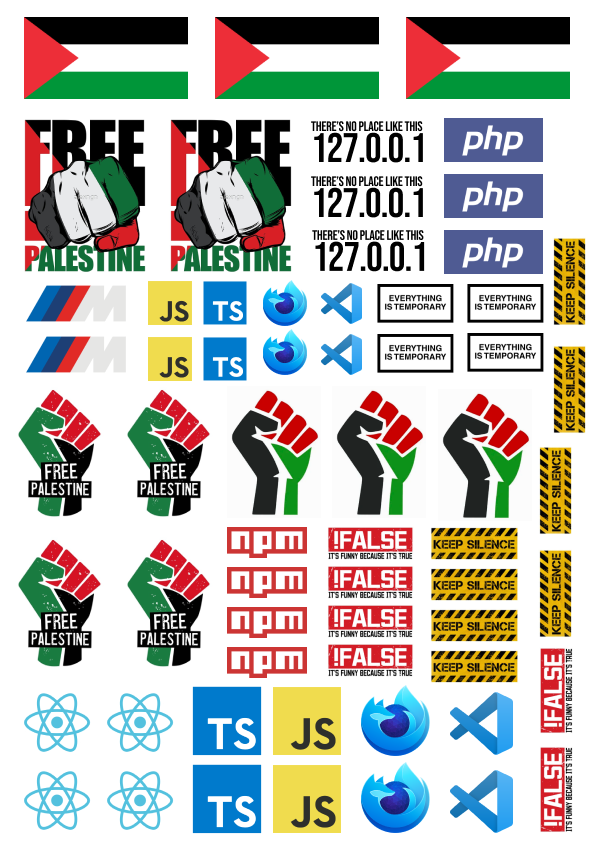 FREE
PALESTINE
FREE
PALESTINE
THERE'S NO PLACE LIKE THIS
127.0.0.1
php
THERE'S NO PLACE LIKE THIS
127.0.0.1
php
THERE'S NO PLACE LIKE THIS
127.0.0.1
php
KEEP SILENCE
M
JS
TS
EVERYTHING
IS TEMPORARY
EVERYTHING
IS TEMPORARY
M
JS
TS
EVERYTHING
IS TEMPORARY
EVERYTHING
IS TEMPORARY
KEEP SILENCE
FREE
PALESTINE
FREE
PALESTINE
KEEP SILENCE
npm
!FALSE
IT'S FUNNY BECAUSE IT'S TRUE
KEEP SILENCE
npm
!FALSE
IT'S FUNNY BECAUSE IT'S TRUE
KEEP SILENCE
npm
!FALSE
IT'S FUNNY BECAUSE IT'S TRUE
KEEP SILENCE
npm
!FALSE
IT'S FUNNY BECAUSE IT'S TRUE
KEEP SILENCE
KEEP SILENCE
FREE
PALESTINE
FREE
PALESTINE
!FALSE
IT'S FUNNY BECAUSE IT'S TRUE
TS
JS
TS
JS
!FALSE
IT'S FUNNY BECAUSE IT'S TRUE